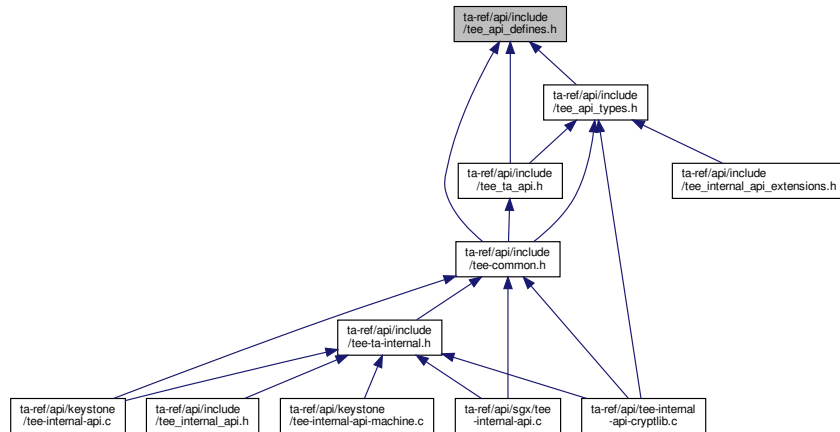 ta-ref/api/include
/tee_api_defines.h
ta-ref/api/include
/tee_api_types.h
ta-ref/api/include
/tee_ta_api.h
ta-ref/api/include
/tee_internal_api_extensions.h
ta-ref/api/include
/tee-common.h
ta-ref/api/include
/tee-ta-internal.h
ta-ref/api/keystone
/tee-internal-api.c
ta-ref/api/include
/tee_internal_api.h
ta-ref/api/keystone
/tee-internal-api-machine.c
ta-ref/api/sgx/tee
-internal-api.c
ta-ref/api/tee-internal
-api-cryptlib.c